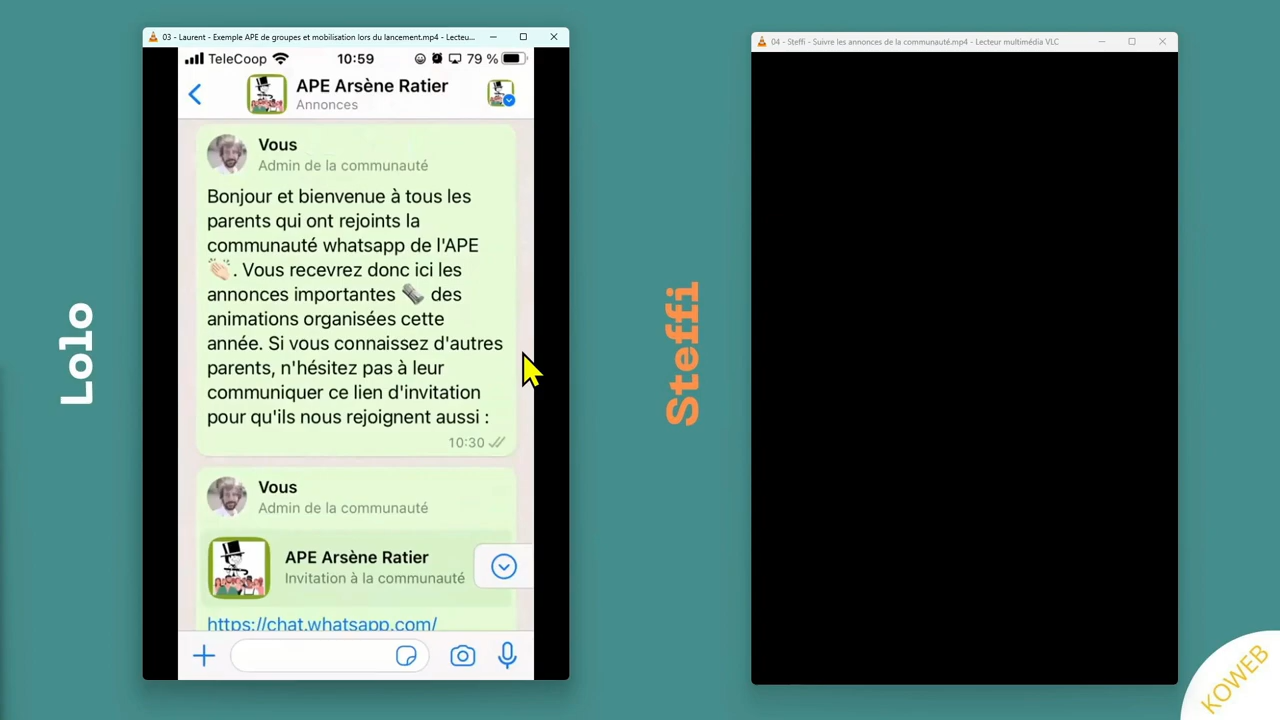 03 - Laurent - Exemple APE de groupes et mobilisation lors du lancement.mp4 - Lecteu...
TeleCoop
10:59
79 %
APE Arsène Ratier
Annonces
Vous
Admin de la communauté
Bonjour et bienvenue à tous les
parents qui ont rejoints la
communauté whatsapp de l'APE
👏🏻. Vous recevrez donc ici les
annonces importantes 🗞️ des
animations organisées cette
année. Si vous connaissez d'autres
parents, n'hésitez pas à leur
communiquer ce lien d'invitation
pour qu'ils nous rejoignent aussi :
10:30
Vous
Admin de la communauté
APE Arsène Ratier
Invitation à la communauté
https://chat.whatsapp.com/
Lolo
04 - Steffi - Suivre les annonces de la communauté.mp4 - Lecteur multimédia VLC
Steffi
KOWEB